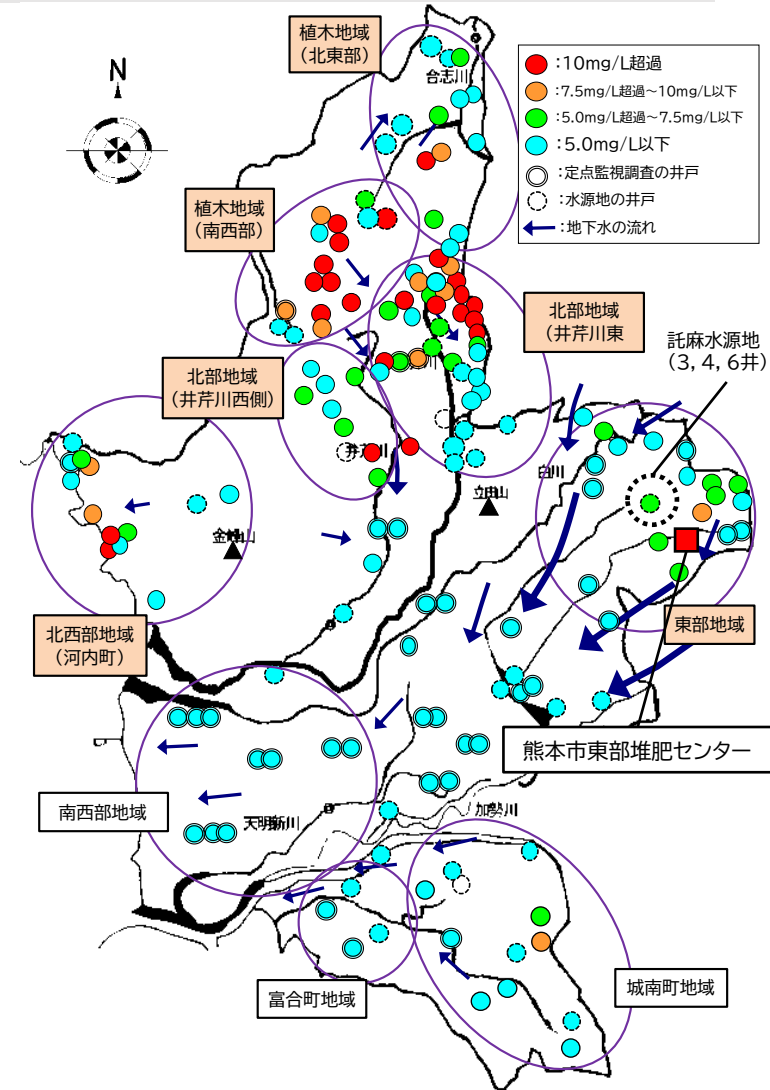 植木地域
（北東部）
合志川
N
：10mg/L超過
：7.5mg/L超過～10mg/L以下
：5.0mg/L超過～7.5mg/L以下
：5.0mg/L以下
：定点監視調査の井戸
：水源地の井戸
：地下水の流れ
植木地域
（南西部）
北部地域
（井芹川東
託麻水源地
（3, 4, 6井）
北部地域
（井芹川西側）
井芹川
白川
立田山
金峰山
北西部地域
（河内町）
東部地域
熊本市東部堆肥センター
南西部地域
天明新川
加勢川
富合町地域
城南町地域